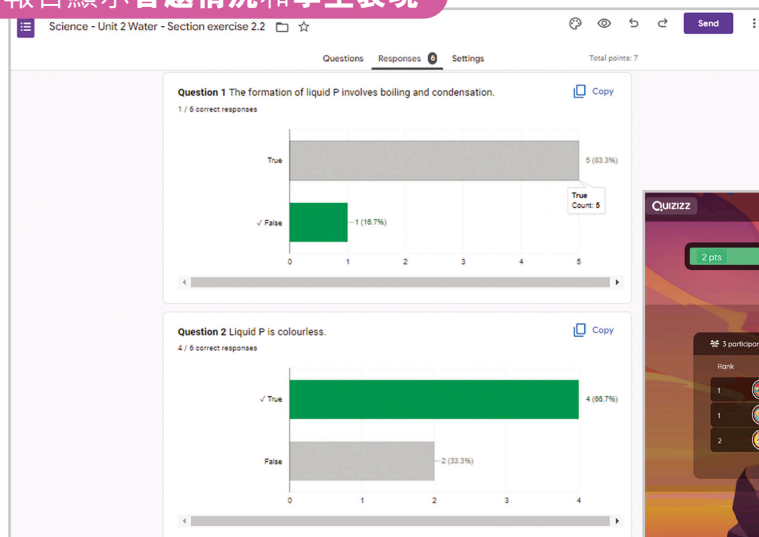 報告顯示答題情況和學生表現
Science - Unit 2 Water - Section exercise 2.2
Send
Questions Responses 6 Settings
Total points: 7
Question 1 The formation of liquid P involves boiling and condensation.
Copy
1 / 6 correct responses
True
5 (83.3%)
True
Count: 5
✓ False
1 (16.7%)
0 1 2 3 4 5
Question 2 Liquid P is colourless.
Copy
4 / 6 correct responses
✓ True
4 (66.7%)
False
2 (33.3%)
0 1 2 3 4
QUIZIZZ
2 pts
3 participan
Rank
1
1
2